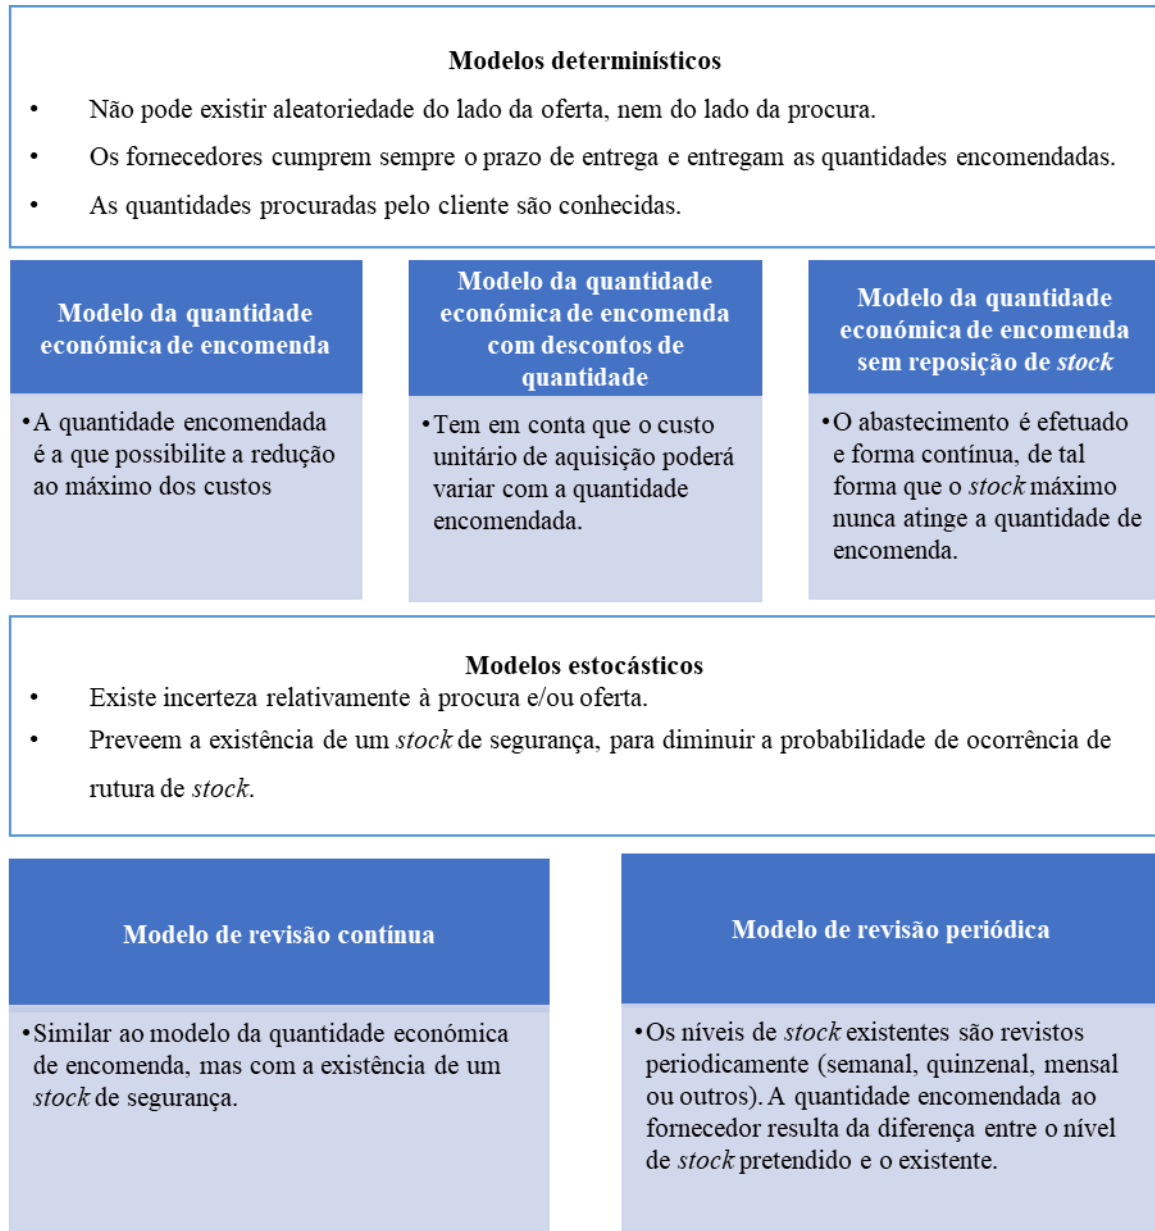 Modelos determinísticos
• Não pode existir aleatoriedade do lado da oferta, nem do lado da procura.
• Os fornecedores cumprem sempre o prazo de entrega e entregam as quantidades encomendadas.
• As quantidades procuradas pelo cliente são conhecidas.
Modelo da quantidade
económica de encomenda
•A quantidade encomendada
é a que possibilite a redução
ao máximo dos custos
Modelo da quantidade
económica de encomenda
com descontos de
quantidade
•Tem em conta que o custo
unitário de aquisição poderá
variar com a quantidade
encomendada.
Modelo da quantidade
económica de encomenda
sem reposição de stock
•O abastecimento é efetuado
e forma contínua, de tal
forma que o stock máximo
nunca atinge a quantidade de
encomenda.
Modelos estocásticos
• Existe incerteza relativamente à procura e/ou oferta.
• Preveem a existência de um stock de segurança, para diminuir a probabilidade de ocorrência de
rutura de stock.
Modelo de revisão contínua
•Similar ao modelo da quantidade económica
de encomenda, mas com a existência de um
stock de segurança.
Modelo de revisão periódica
•Os níveis de stock existentes são revistos
periodicamente (semanal, quinzenal, mensal
ou outros). A quantidade encomendada ao
fornecedor resulta da diferença entre o nível
de stock pretendido e o existente.